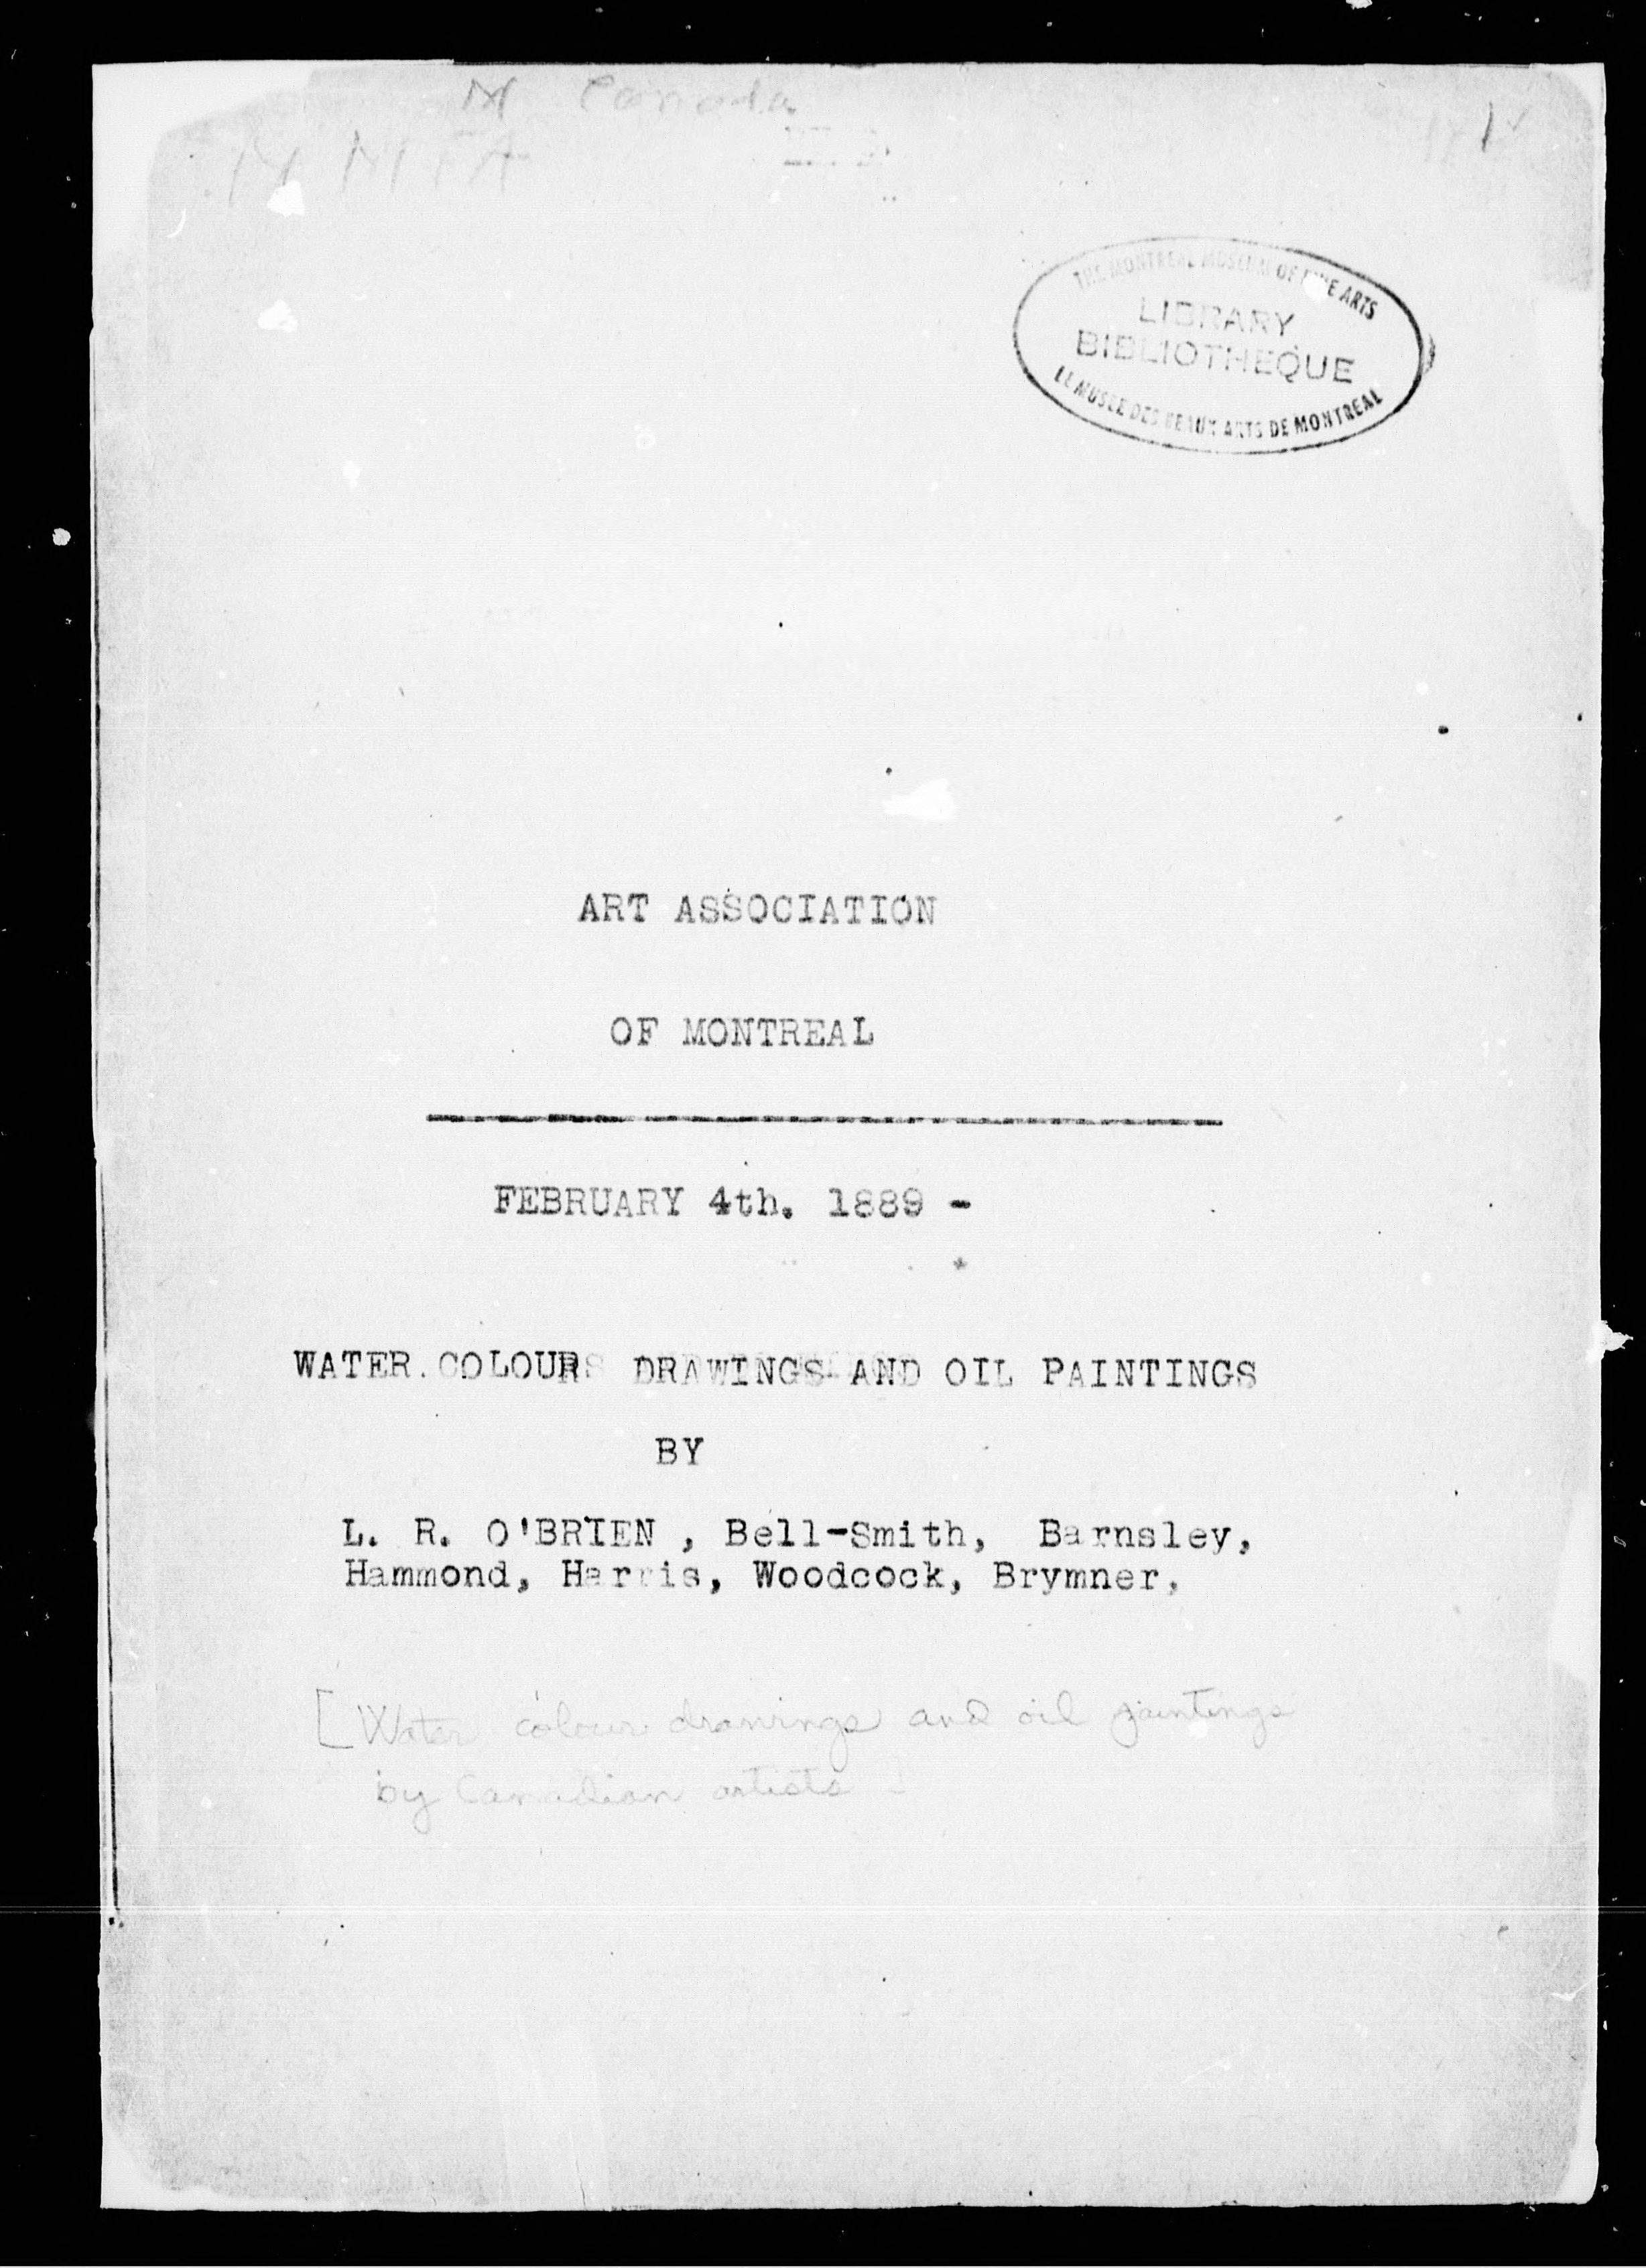 M Canada
M MFA
THE MONTREAL MUSEUM OF FINE ARTS
LIBRARY
BIBLIOTHEQUE
LE MUSEE DES BEAUX ARTS DE MONTREAL
ART ASSOCIATION
OF MONTREAL
FEBRUARY 4th. 1889 -
WATER COLOUR DRAWINGS AND OIL PAINTINGS
BY
L. R. O'BRIEN , Bell-Smith, Barnsley,
Hammond, Harris, Woodcock, Brymner,
[Water colour drawings and oil paintings
by Canadian artists]